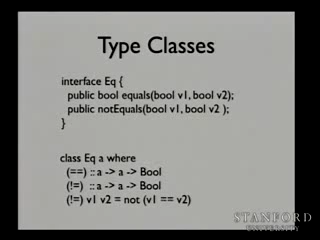 Type Classes
interface Eq {
public bool equals(bool v1, bool v2);
public notEquals(bool v1, bool v2 );
}
class Eq a where
(==) :: a -> a -> Bool
(!=) :: a -> a -> Bool
(!=) v1 v2 = not (v1 == v2)
STANFORD
UNIVERSITY